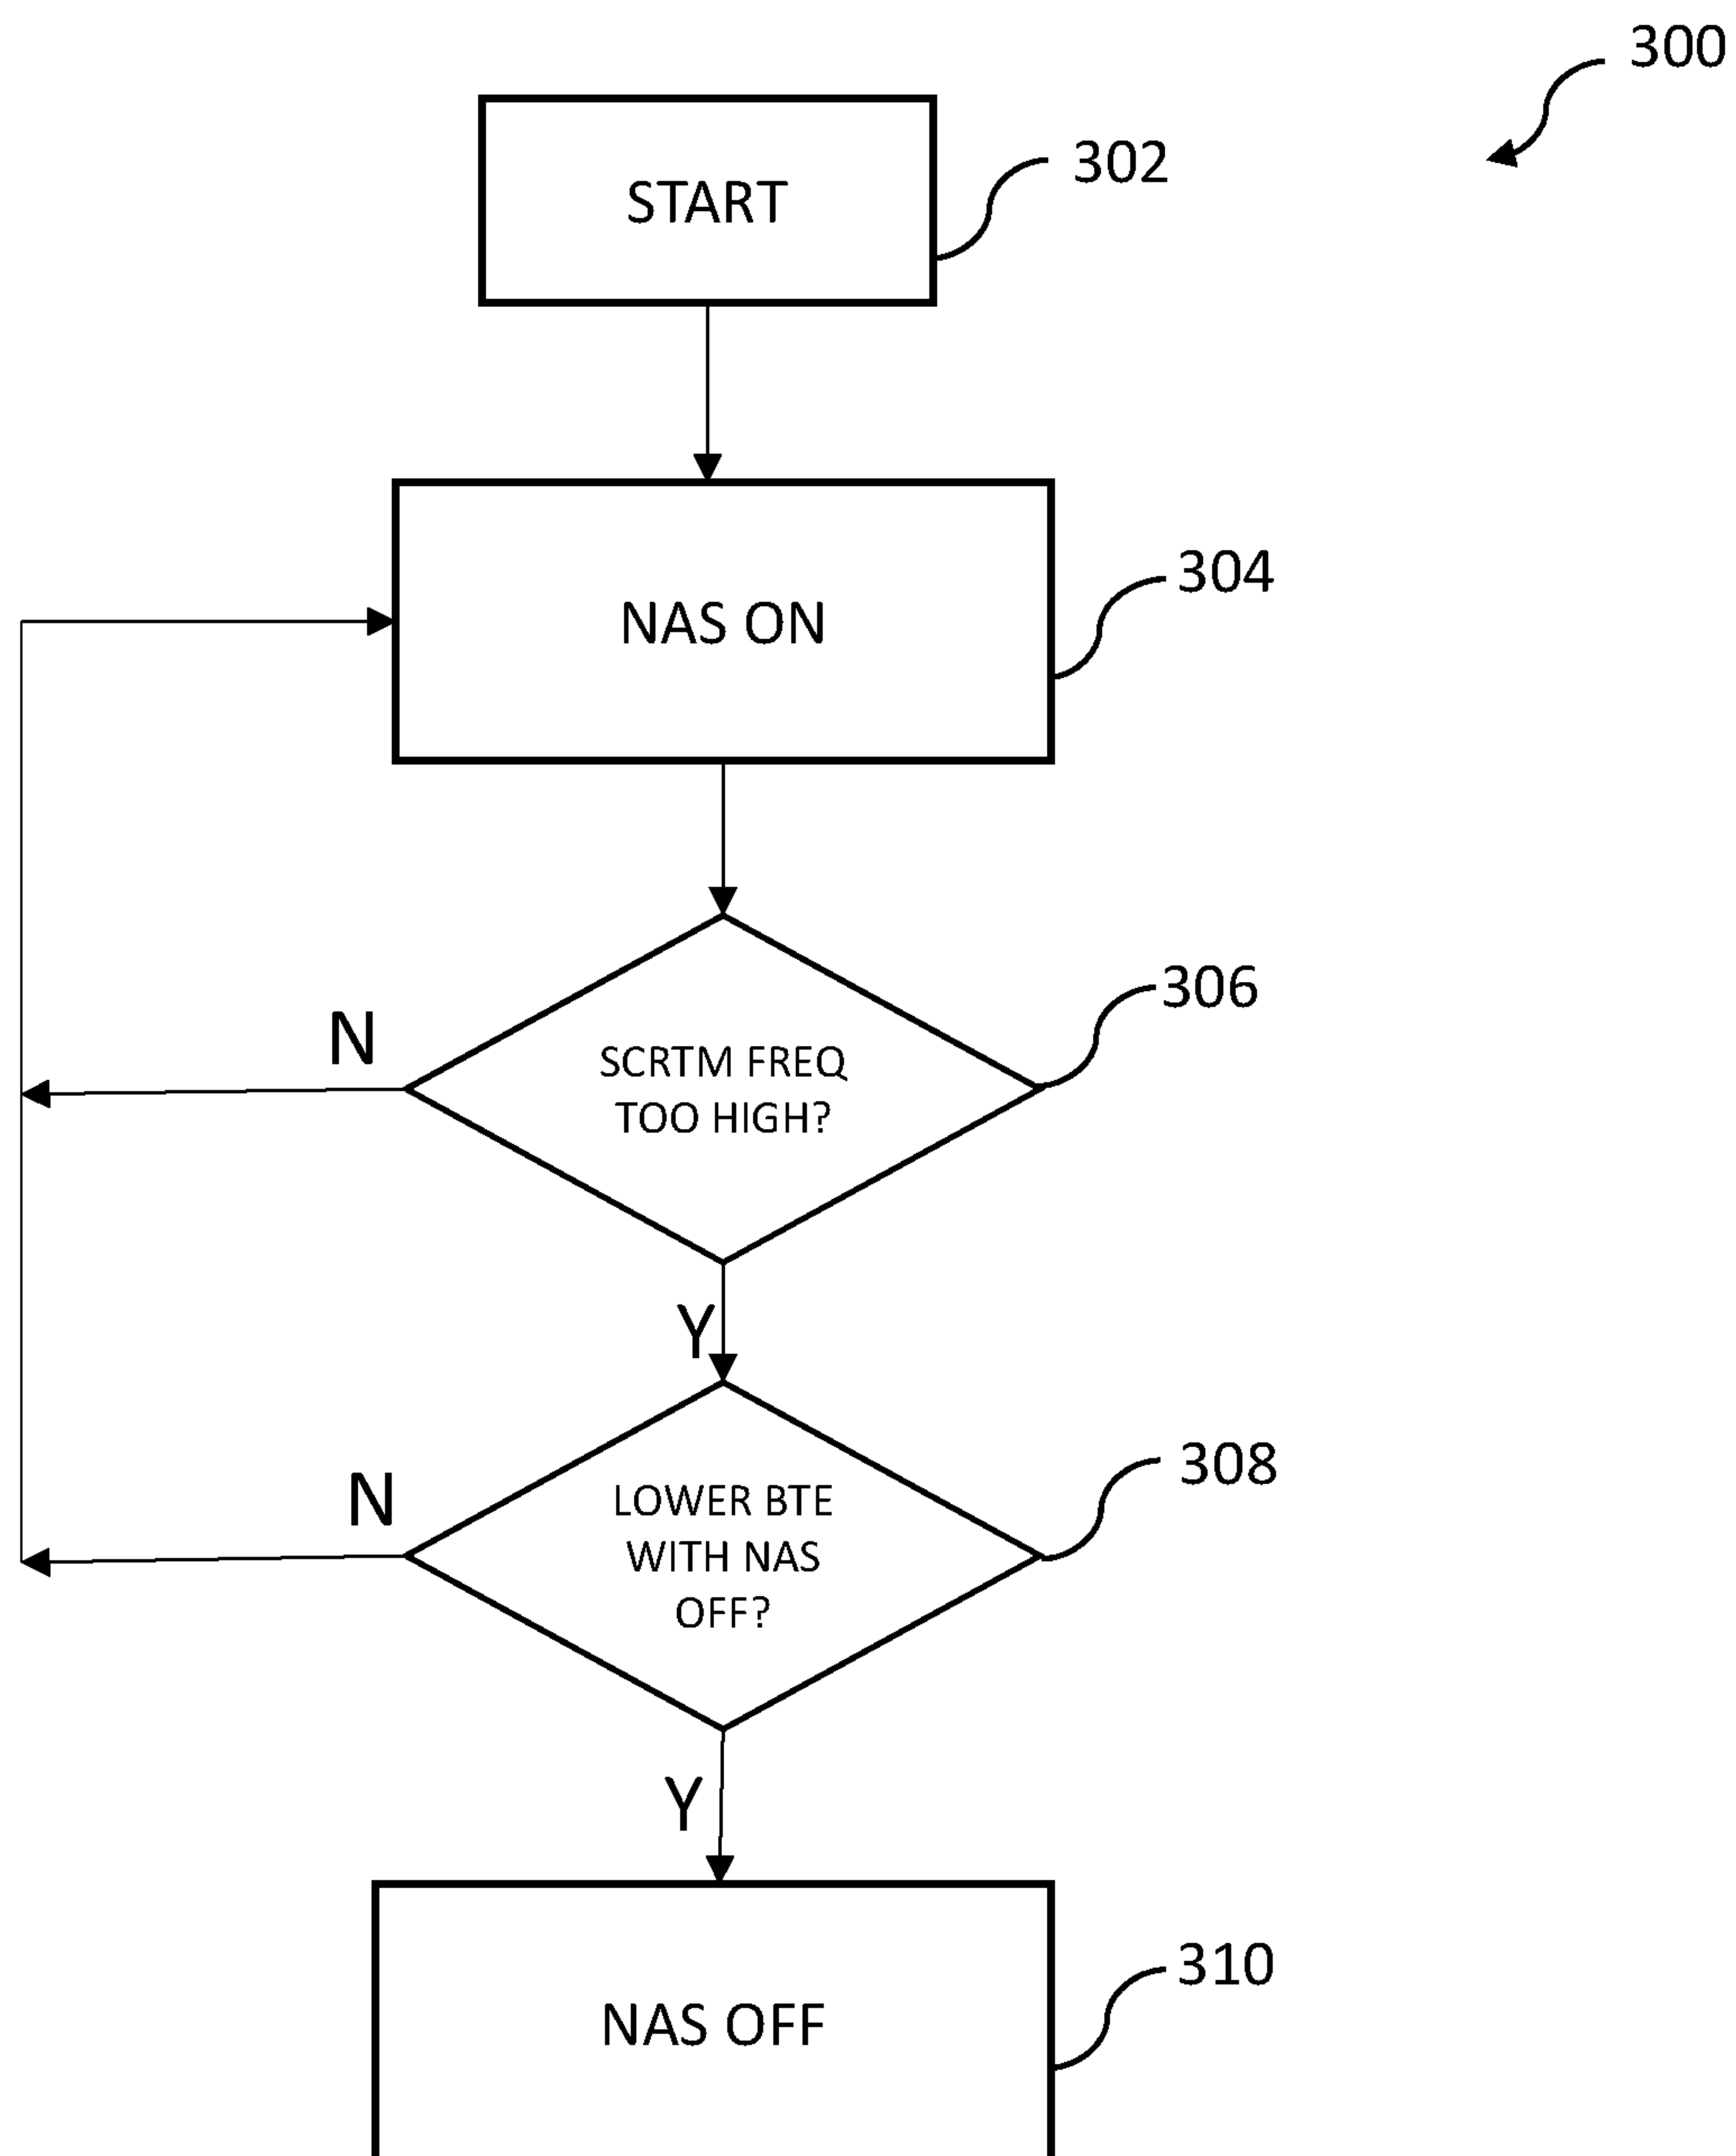 300
START
302
NAS ON
304
N
SCRTM FREQ
TOO HIGH?
306
Y
N
LOWER BTE
WITH NAS
OFF?
308
Y
NAS OFF
310